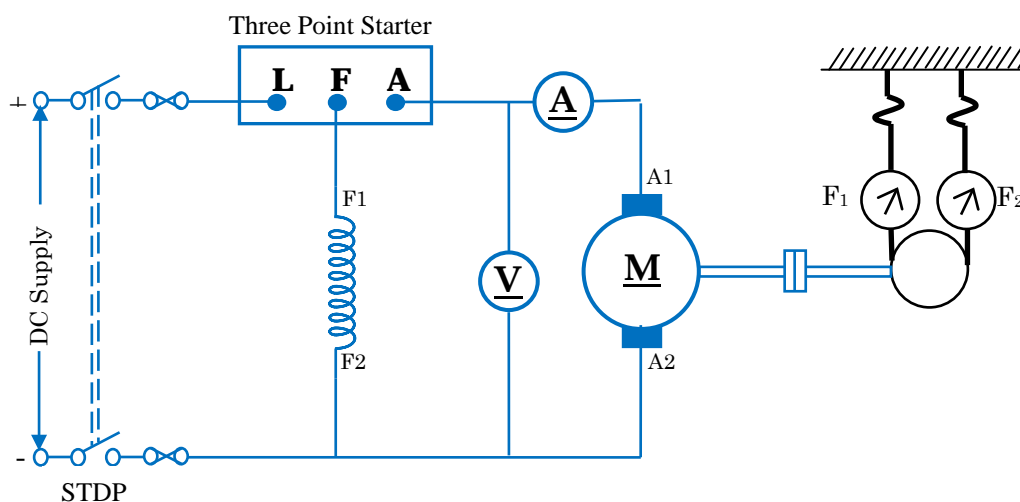 Three Point Starter
L F A
+
A
A1
F1
F₁ F₂
DC Supply
V
M
F2
A2
-
STDP